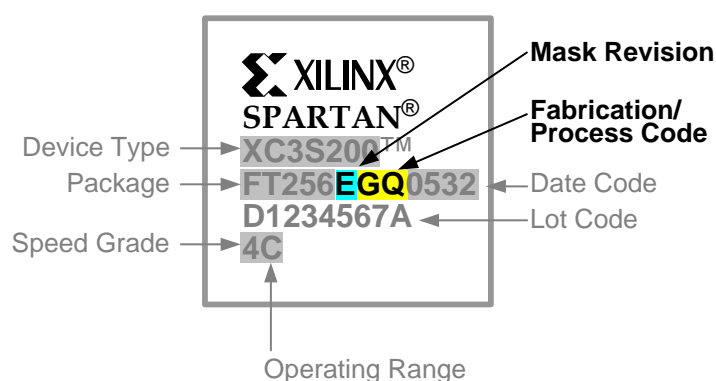 XILINX®
SPARTAN®
XC3S200™
FT256EGQ0532
D1234567A
4C
Mask Revision
Fabrication/
Process Code
Device Type
Package
Speed Grade
Date Code
Lot Code
Operating Range